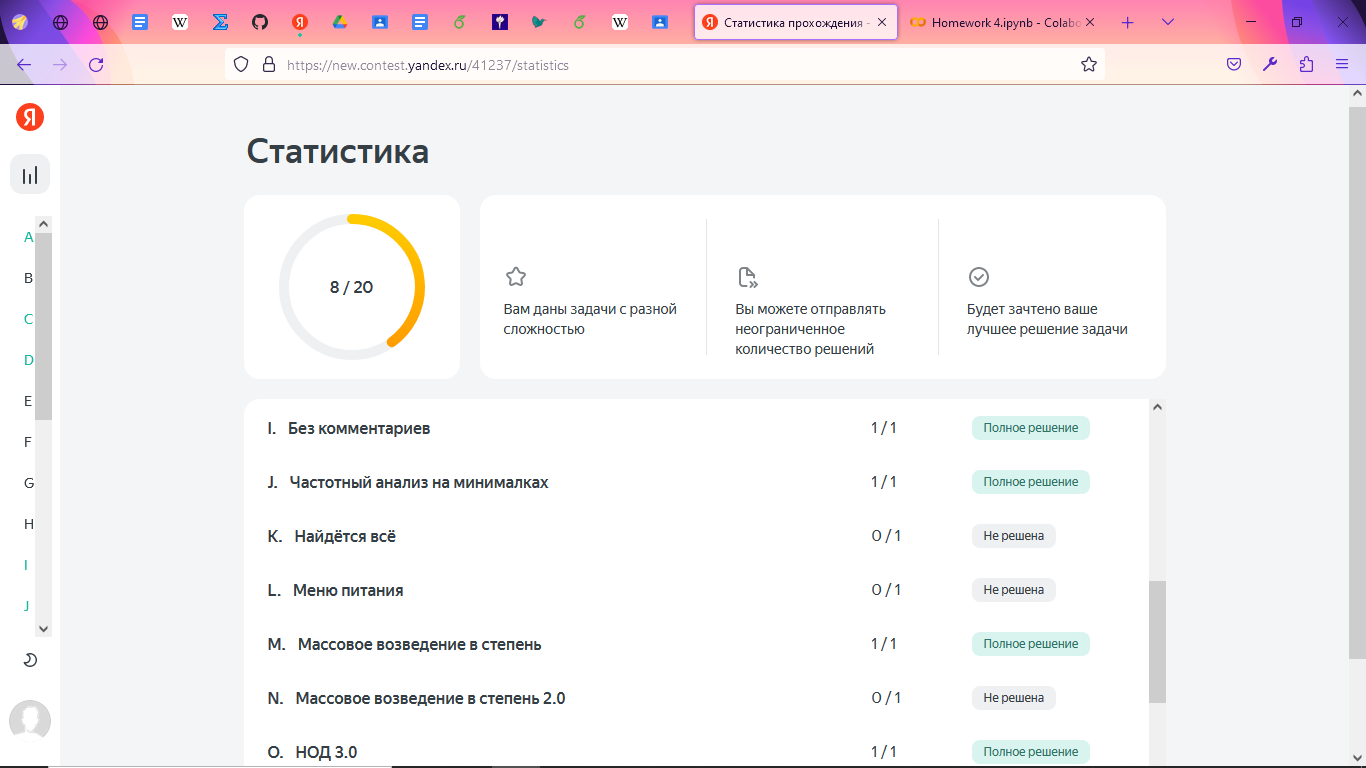 Статистика прохождения -
Homework 4.ipynb - Colabo
https://new.contest.yandex.ru/41237/statistics
Я
A
B
C
D
E
F
G
H
I
J
Статистика
8 / 20
Вам даны задачи с разной
сложностью
Вы можете отправлять
неограниченное
количество решений
Будет зачтено ваше
лучшее решение задачи
I. Без комментариев 1 / 1 Полное решение
J. Частотный анализ на минималках 1 / 1 Полное решение
K. Найдётся всё 0 / 1 Не решена
L. Меню питания 0 / 1 Не решена
M. Массовое возведение в степень 1 / 1 Полное решение
N. Массовое возведение в степень 2.0 0 / 1 Не решена
O. НОД 3.0 1 / 1 Полное решение